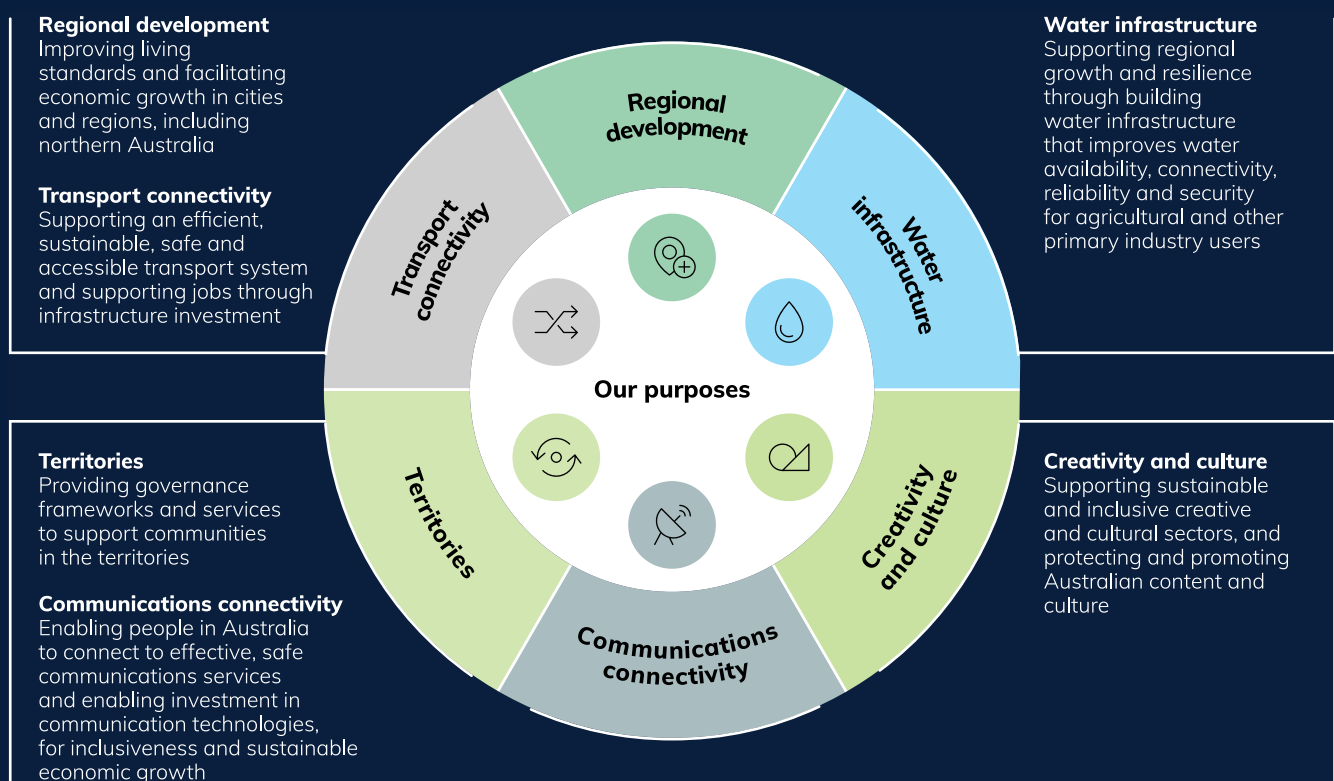 Regional development
Improving living
standards and facilitating
economic growth in cities
and regions, including
northern Australia
Transport connectivity
Supporting an efficient,
sustainable, safe and
accessible transport system
and supporting jobs through
infrastructure investment
Territories
Providing governance
frameworks and services
to support communities
in the territories
Communications connectivity
Enabling people in Australia
to connect to effective, safe
communications services
and enabling investment in
communication technologies,
for inclusiveness and sustainable
economic growth
Regional
development
Water
infrastructure
Creativity
and culture
Communications
connectivity
Territories
Transport
connectivity
Our purposes
Water infrastructure
Supporting regional
growth and resilience
through building
water infrastructure
that improves water
availability, connectivity,
reliability and security
for agricultural and other
primary industry users
Creativity and culture
Supporting sustainable
and inclusive creative
and cultural sectors, and
protecting and promoting
Australian content and
culture